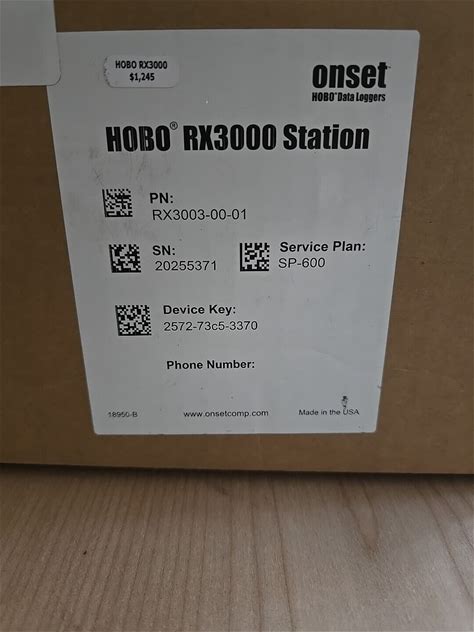 HOBO RX3000
$1,245
onset
HOBO® Data Loggers
HOBO® RX3000 Station
PN:
RX3003-00-01
SN:
20255371
Service Plan:
SP-600
Device Key:
2572-73c5-3370
Phone Number:
18950-B
www.onsetcomp.com
Made in the USA